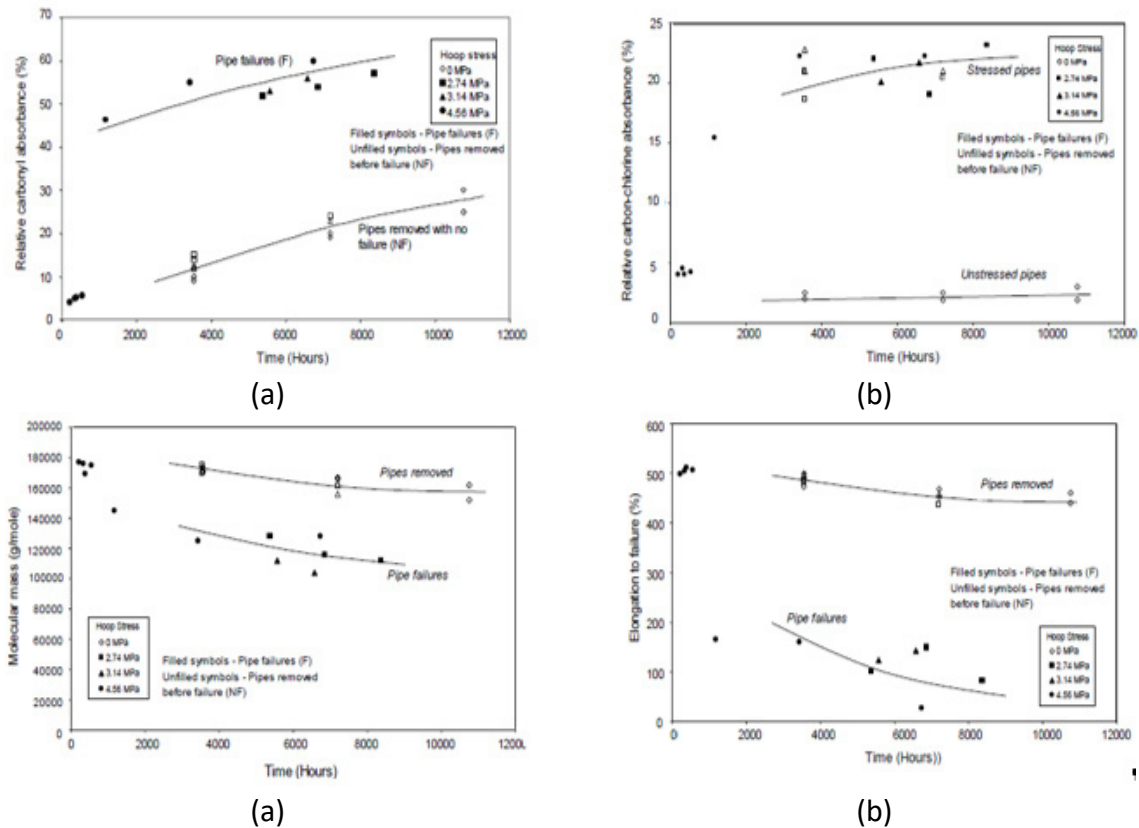 Relative carbonyl absorbance (%)
70
60
50
40
30
20
10
0
0
2000
4000
6000
8000
10000
12000
Time (Hours)
Pipe failures (F)
Hoop stress
0 MPa
2.74 MPa
3.14 MPa
4.56 MPa
Filled symbols - Pipe failures (F)
Unfilled symbols - Pipes removed
before failure (NF)
Pipes removed with no
failure (NF)
(a)
Relative carbon-chlorine absorbance (%)
25
20
15
10
5
0
0
2000
4000
6000
8000
10000
12000
Time (Hours)
Hoop Stress
0 MPa
2.74 MPa
3.14 MPa
4.56 MPa
Stressed pipes
Filled symbols - Pipe failures (F)
Unfilled symbols - Pipes removed
before failure (NF)
Unstressed pipes
(b)
Molecular mass (g/mole)
200000
180000
160000
140000
120000
100000
80000
60000
40000
20000
0
0
2000
4000
6000
8000
10000
Time (Hours)
Pipes removed
Pipe failures
Hoop Stress
0 MPa
2.74 MPa
3.14 MPa
4.56 MPa
Filled symbols - Pipe failures (F)
Unfilled symbols - Pipes removed
before failure (NF)
(a)
Elongation to failure (%)
600
500
400
300
200
100
0
0
2000
4000
6000
8000
10000
12000
Time (Hours))
Pipes removed
Filled symbols - Pipe failures (F)
Unfilled symbols - Pipes removed
before failure (NF)
Pipe failures
Hoop Stress
0 MPa
2.74 MPa
3.14 MPa
4.56 MPa
(b)